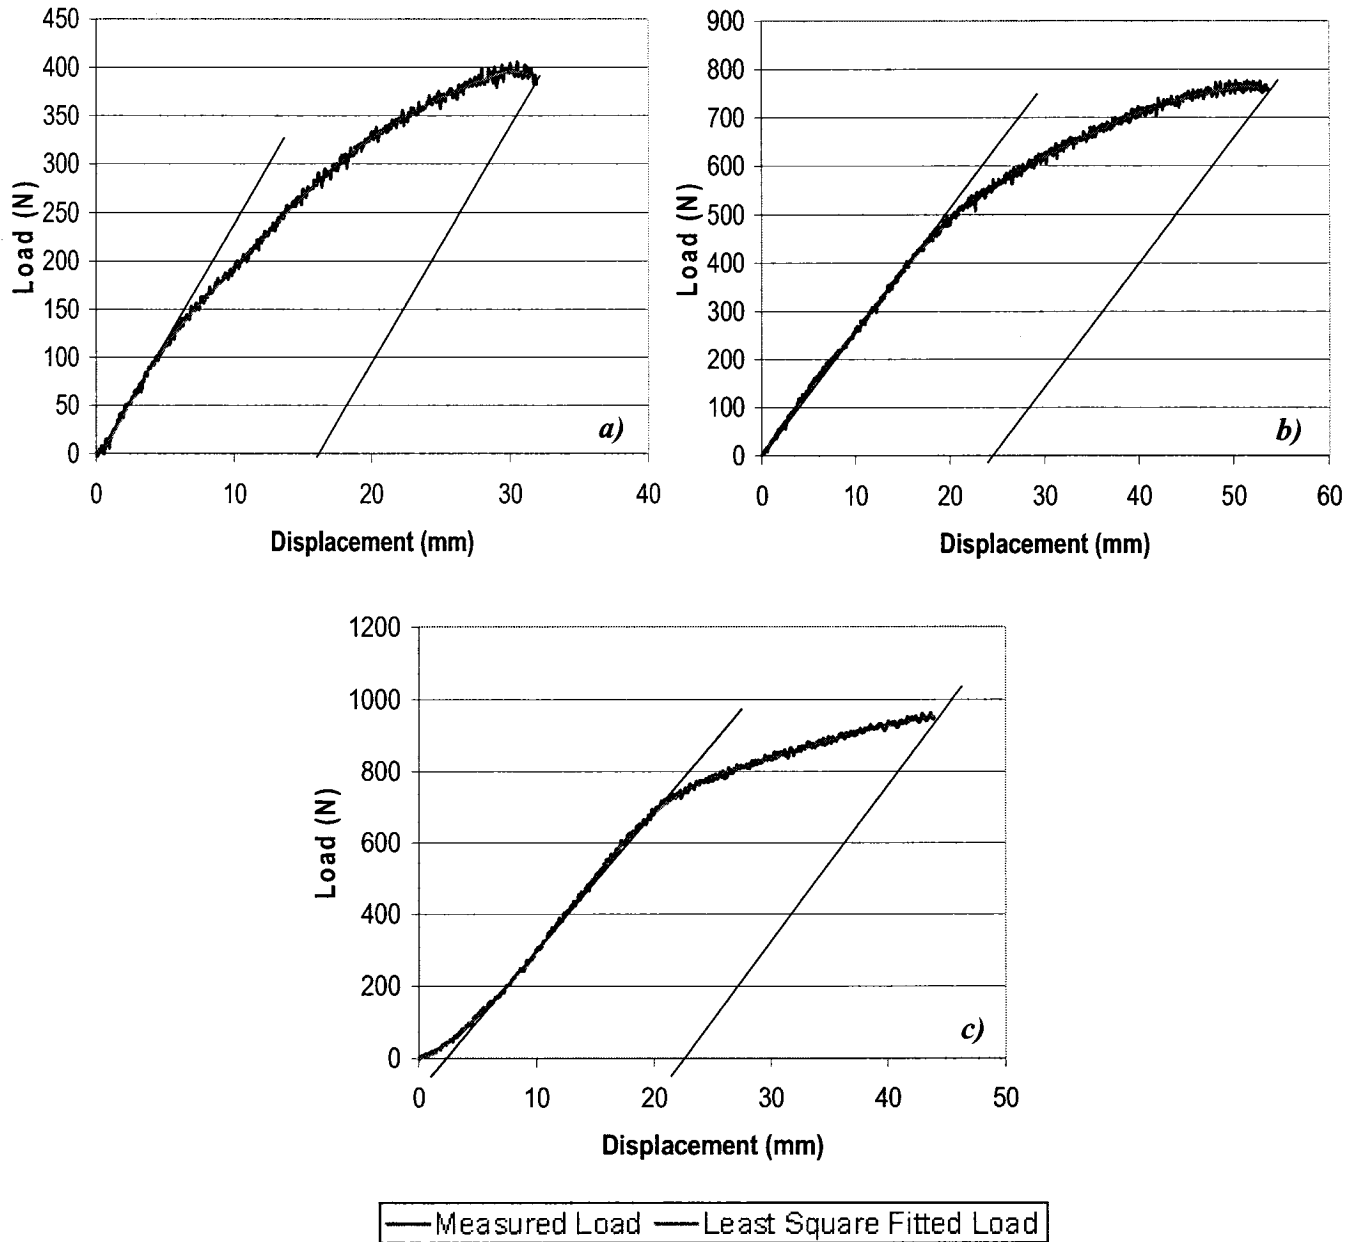 450
400
350
300
250
200
150
100
50
0
Load (N)
0 10 20 30 40
Displacement (mm)
a)
900
800
700
600
500
400
300
200
100
0
Load (N)
0 10 20 30 40 50 60
Displacement (mm)
b)
1200
1000
800
600
400
200
0
Load (N)
0 10 20 30 40 50
Displacement (mm)
c)
Measured Load Least Square Fitted Load